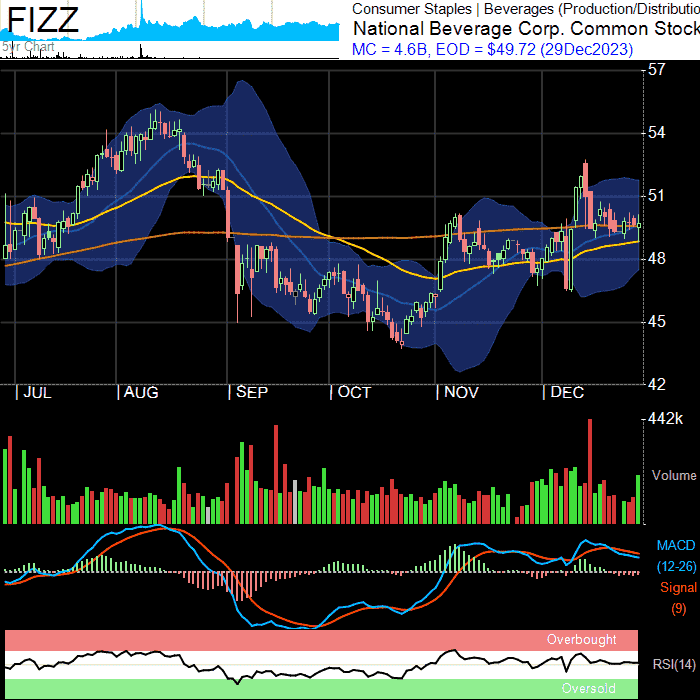 FIZZ
5yr Chart
Consumer Staples | Beverages (Production/Distributio
National Beverage Corp. Common Stock
MC = 4.6B, EOD = $49.72 (29Dec2023)
57
54
51
48
45
42
| JUL | AUG | SEP | OCT | NOV | DEC
442k
Volume
MACD
(12-26)
Signal
(9)
Overbought
RSI(14)
Oversold